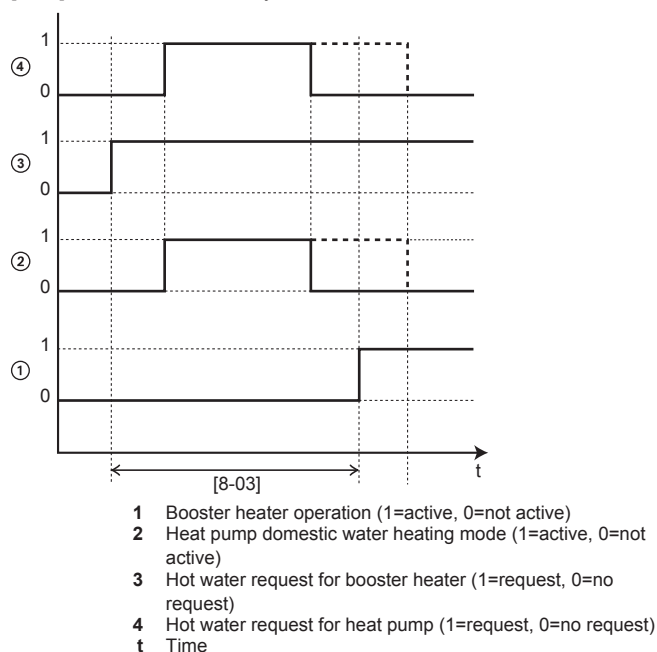 1
④
0
1
③
0
1
②
0
1
①
0
t
[8-03]
1 Booster heater operation (1=active, 0=not active)
2 Heat pump domestic water heating mode (1=active, 0=not
active)
3 Hot water request for booster heater (1=request, 0=no
request)
4 Hot water request for heat pump (1=request, 0=no request)
t Time